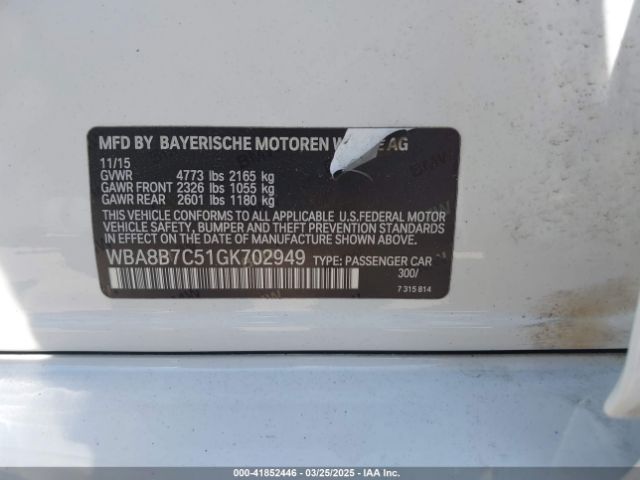 MFD BY BAYERISCHE MOTOREN W E AG
11/15
GVWR 4773 lbs 2165 kg
GAWR FRONT 2326 lbs 1055 kg
GAWR REAR 2601 lbs 1180 kg
THIS VEHICLE CONFORMS TO ALL APPLICABLE U.S. FEDERAL MOTOR
VEHICLE SAFETY, BUMPER AND THEFT PREVENTION STANDARDS
IN EFFECT ON THE DATE OF MANUFACTURE SHOWN ABOVE.
WBA8B7C51GK702949 TYPE: PASSENGER CAR
300/
7 315 814
000-41852446 - 03/25/2025 - IAA Inc.